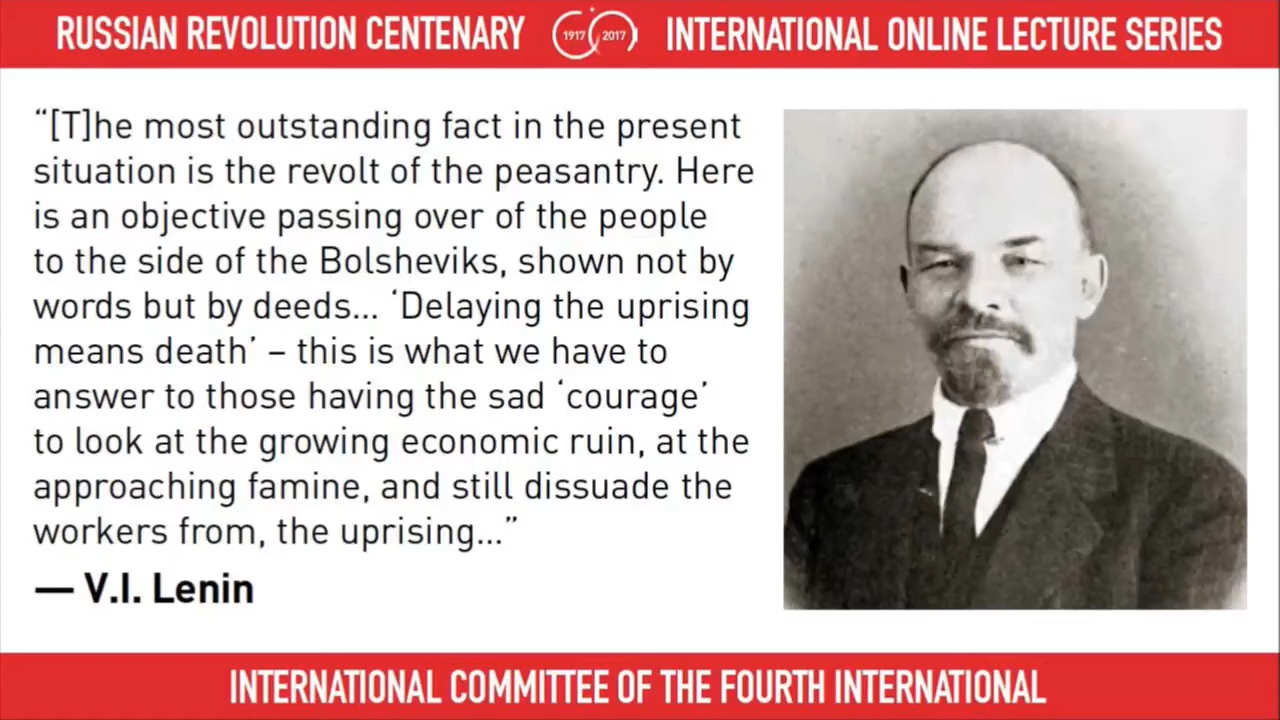 RUSSIAN REVOLUTION CENTENARY 1917 2017 INTERNATIONAL ONLINE LECTURE SERIES
“[T]he most outstanding fact in the present
situation is the revolt of the peasantry. Here
is an objective passing over of the people
to the side of the Bolsheviks, shown not by
words but by deeds... ‘Delaying the uprising
means death’ – this is what we have to
answer to those having the sad ‘courage’
to look at the growing economic ruin, at the
approaching famine, and still dissuade the
workers from, the uprising...”
— V.I. Lenin
INTERNATIONAL COMMITTEE OF THE FOURTH INTERNATIONAL